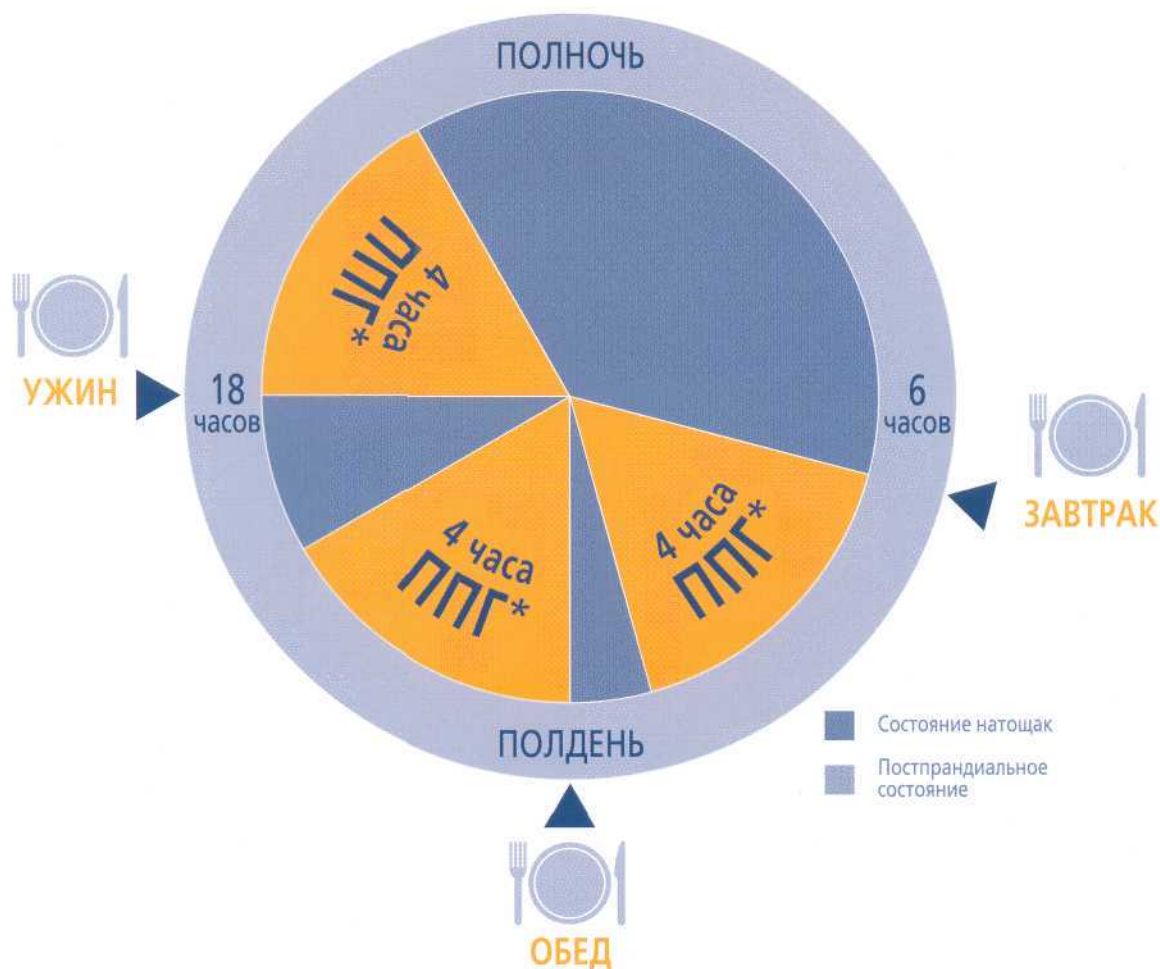 ПОЛНОЧЬ
4 часа
ППГ*
УЖИН
18
часов
6
часов
ЗАВТРАК
4 часа
ППГ*
4 часа
ППГ*
ПОЛДЕНЬ
Состояние натощак
Постпрандиальное
состояние
ОБЕД